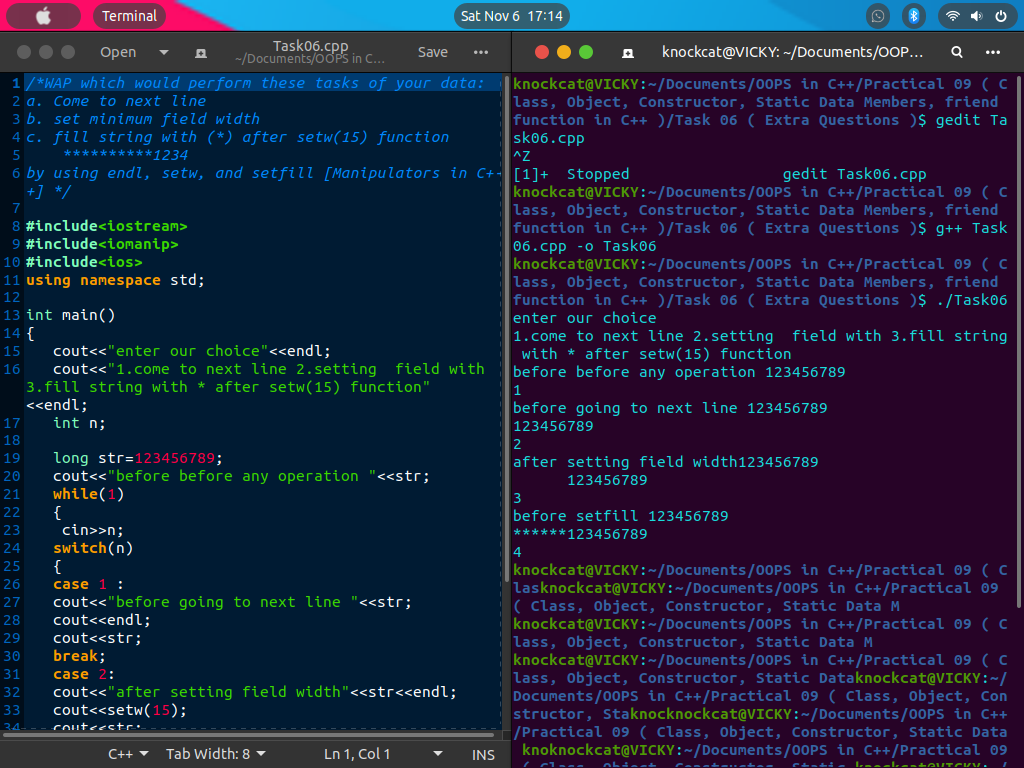 Terminal
Sat Nov 6 17:14
Open
Task06.cpp
~/Documents/OOPS in C…
Save
1 /*WAP which would perform these tasks of your data:
2 a. Come to next line
3 b. set minimum field width
4 c. fill string with (*) after setw(15) function
5 **********1234
6 by using endl, setw, and setfill [Manipulators in C+
+] */
7
8 #include<iostream>
9 #include<iomanip>
10 #include<ios>
11 using namespace std;
12
13 int main()
14 {
15 cout<<"enter our choice"<<endl;
16 cout<<"1.come to next line 2.setting  field with
3.fill string with * after setw(15) function"
<<endl;
17 int n;
18
19 long str=123456789;
20 cout<<"before before any operation "<<str;
21 while(1)
22 {
23 cin>>n;
24 switch(n)
25 {
26 case 1 :
27 cout<<"before going to next line "<<str;
28 cout<<endl;
29 cout<<str;
30 break;
31 case 2:
32 cout<<"after setting field width"<<str<<endl;
33 cout<<setw(15);
34 cout<<str;
C++
Tab Width: 8
Ln 1, Col 1
INS
knockcat@VICKY: ~/Documents/OOP…
knockcat@VICKY:~/Documents/OOPS in C++/Practical 09 ( C
lass, Object, Constructor, Static Data Members, friend
function in C++ )/Task 06 ( Extra Questions )$ gedit Ta
sk06.cpp
^Z
[1]+  Stopped                 gedit Task06.cpp
knockcat@VICKY:~/Documents/OOPS in C++/Practical 09 ( C
lass, Object, Constructor, Static Data Members, friend
function in C++ )/Task 06 ( Extra Questions )$ g++ Task
06.cpp -o Task06
knockcat@VICKY:~/Documents/OOPS in C++/Practical 09 ( C
lass, Object, Constructor, Static Data Members, friend
function in C++ )/Task 06 ( Extra Questions )$ ./Task06
enter our choice
1.come to next line 2.setting  field with 3.fill string
 with * after setw(15) function
before before any operation 123456789
1
before going to next line 123456789
123456789
2
after setting field width123456789
      123456789
3
before setfill 123456789
******123456789
4
knockcat@VICKY:~/Documents/OOPS in C++/Practical 09 ( C
lasknockcat@VICKY:~/Documents/OOPS in C++/Practical 09
( Class, Object, Constructor, Static Data M
knockcat@VICKY:~/Documents/OOPS in C++/Practical 09 ( C
lass, Object, Constructor, Static Data M
knockcat@VICKY:~/Documents/OOPS in C++/Practical 09 ( C
lass, Object, Constructor, Static Dataknockcat@VICKY:~/
Documents/OOPS in C++/Practical 09 ( Class, Object, Con
structor, Staknocknockcat@VICKY:~/Documents/OOPS in C++
/Practical 09 ( Class, Object, Constructor, Static Data
 knoknockcat@VICKY:~/Documents/OOPS in C++/Practical 09
 ( Class, Object, Constructor, Static knockcat@VICKY:~/